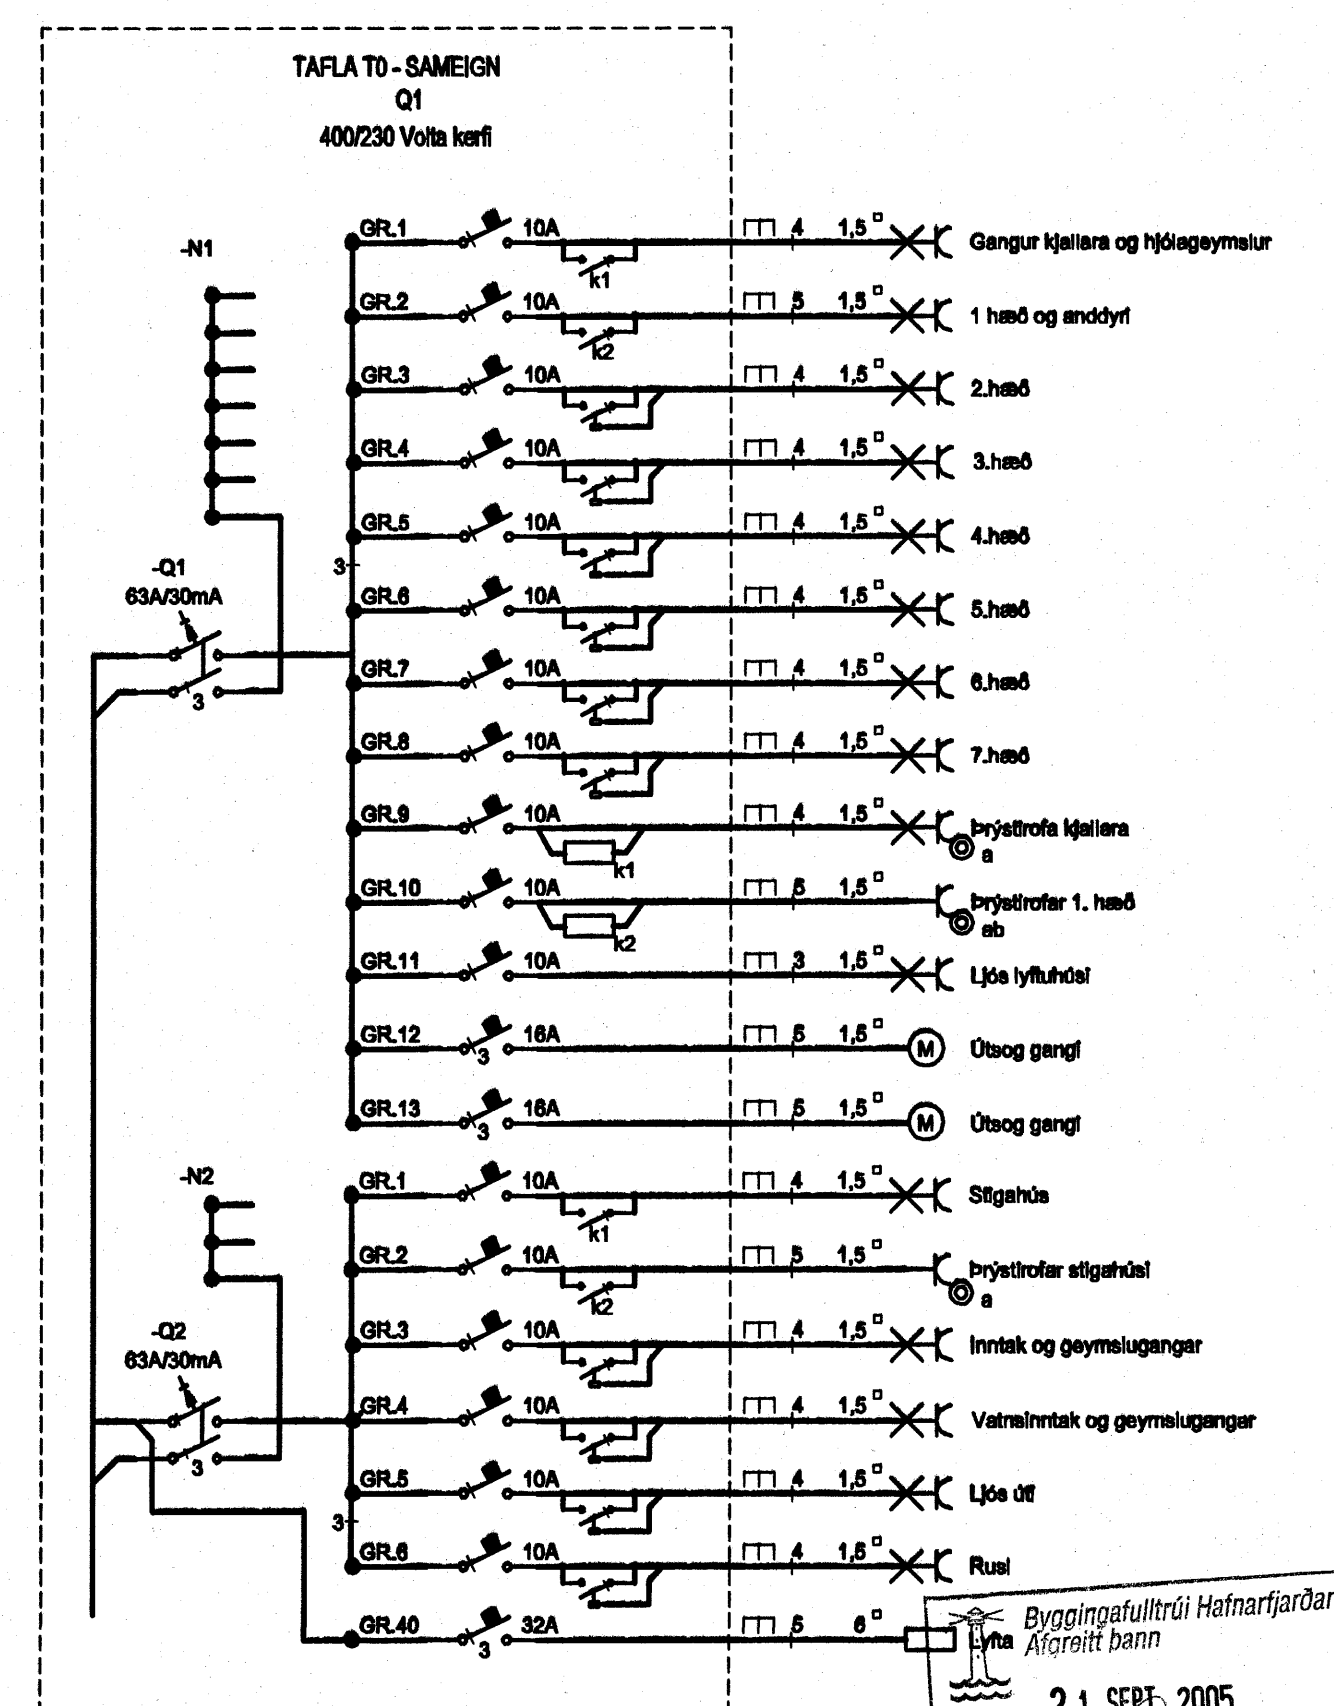 TAFLA T0 - SAMEIGN
Q1
400/230 Volta kerfi
-N1
-Q1
63A/30mA
3
3
GR.1 10A k1 4 1,5 Gangur kjallara og hjólageymslur
GR.2 10A k2 5 1,5 1 hæð og anddyri
GR.3 10A 4 1,5 2.hæð
GR.4 10A 4 1,5 3.hæð
GR.5 10A 4 1,5 4.hæð
GR.6 10A 4 1,5 5.hæð
GR.7 10A 4 1,5 6.hæð
GR.8 10A 4 1,5 7.hæð
GR.9 10A k1 4 1,5 Þrýstirofa kjallara
a
GR.10 10A k2 5 1,5 Þrýstirofar 1. hæð
ab
GR.11 10A 3 1,5 Ljós lyftuhúsi
GR.12 3 16A 5 1,5 M Útsog gangi
GR.13 3 16A 5 1,5 M Útsog gangi
-N2
-Q2
63A/30mA
3
3
GR.1 10A k1 4 1,5 Stigahús
GR.2 10A k2 5 1,5 Þrýstirofar stigahúsi
a
GR.3 10A 4 1,5 Inntak og geymslugangar
GR.4 10A 4 1,5 Vatnsinntak og geymslugangar
GR.5 10A 4 1,5 Ljós úti
GR.6 10A 4 1,5 Rusl
GR.40 3 32A 5 6 Lyfta
Byggingafulltrúi Hafnarfjarðar
Afgreitt þann
21 SEPT. 2005